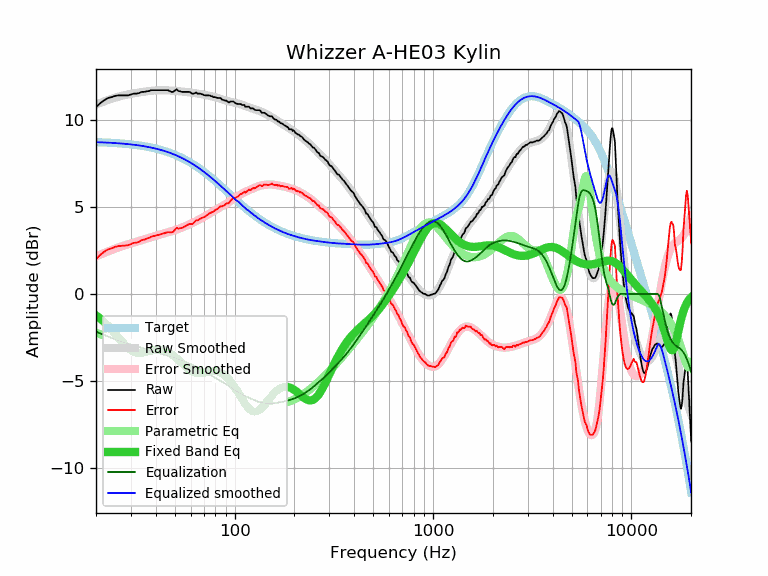 Whizzer A-HE03 Kylin
Amplitude (dBr)
10
5
0
−5
−10
Target
Raw Smoothed
Error Smoothed
Raw
Error
Parametric Eq
Fixed Band Eq
Equalization
Equalized smoothed
100
1000
10000
Frequency (Hz)